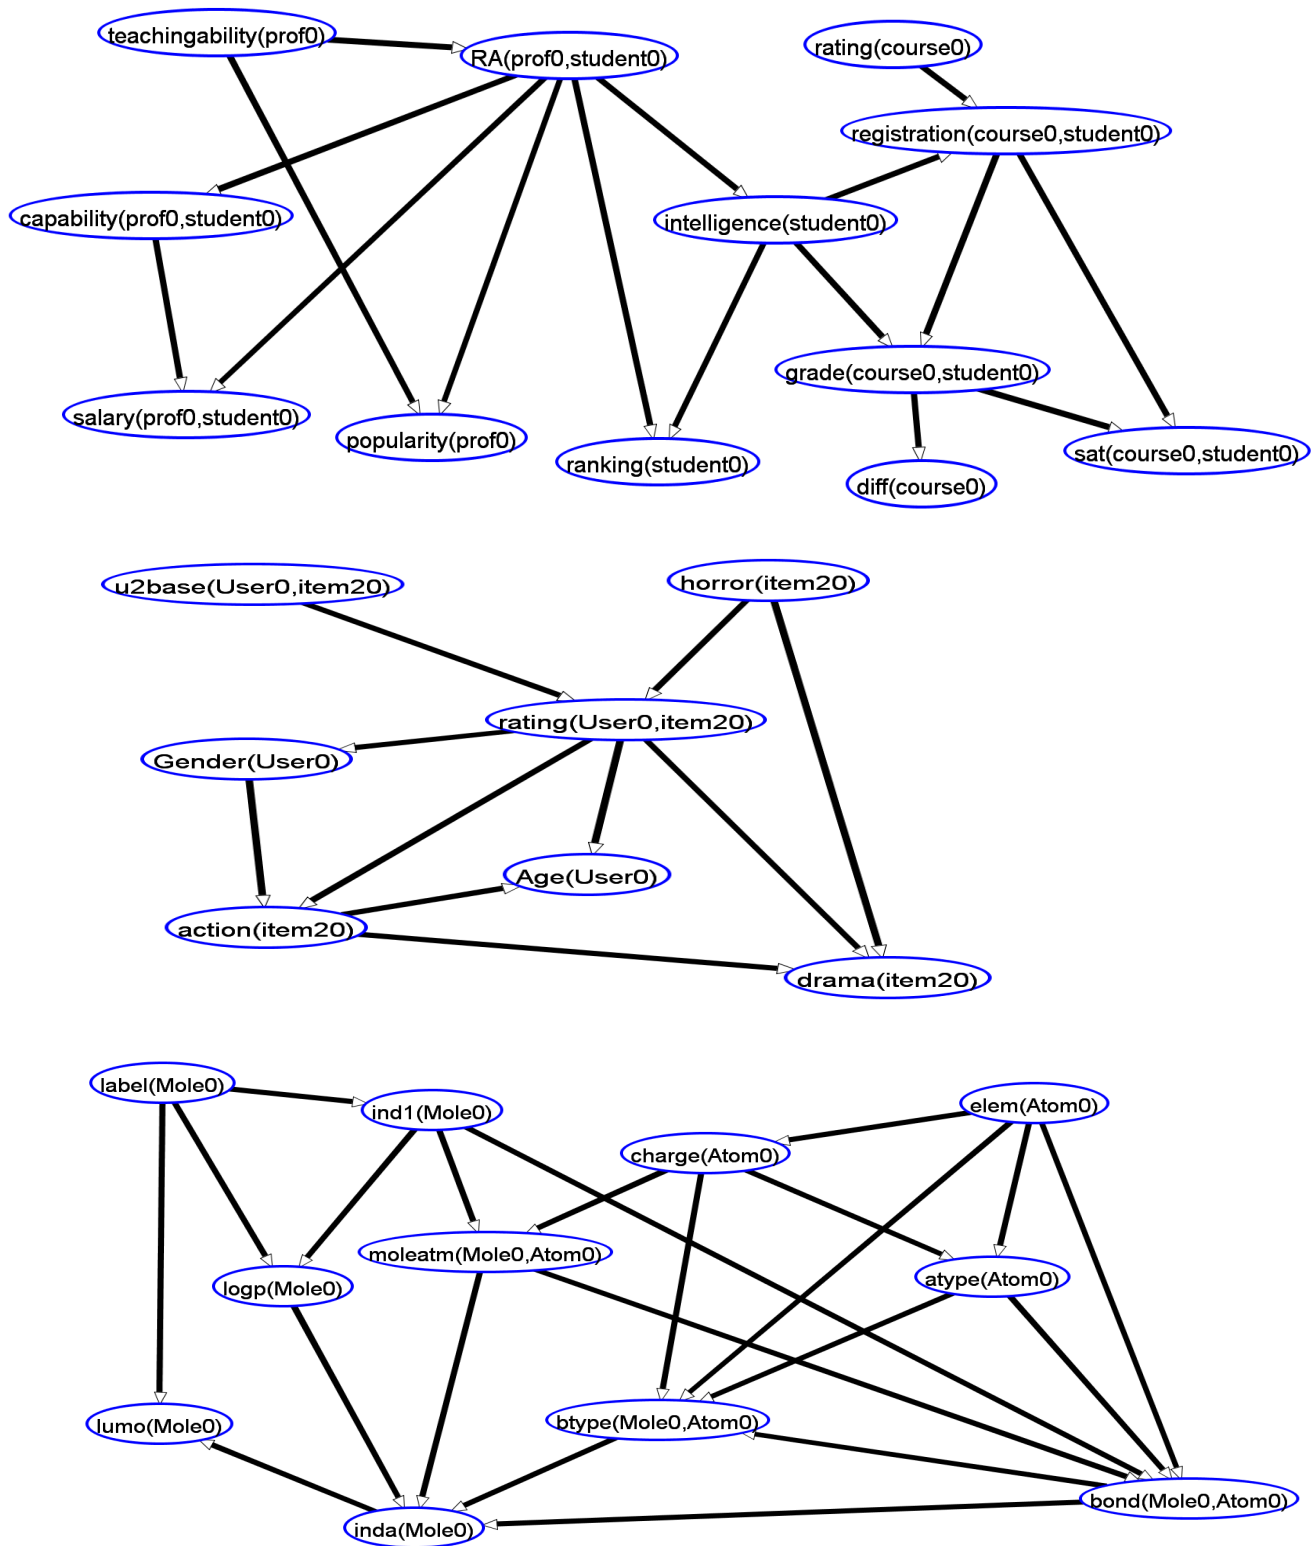 teachingability(prof0)
RA(prof0,student0)
rating(course0)
registration(course0,student0)
capability(prof0,student0)
intelligence(student0)
grade(course0,student0)
salary(prof0,student0)
popularity(prof0)
ranking(student0)
sat(course0,student0)
diff(course0)
u2base(User0,item20)
horror(item20)
rating(User0,item20)
Gender(User0)
Age(User0)
action(item20)
drama(item20)
label(Mole0)
ind1(Mole0)
elem(Atom0)
charge(Atom0)
moleatm(Mole0,Atom0)
logp(Mole0)
atype(Atom0)
lumo(Mole0)
btype(Mole0,Atom0)
bond(Mole0,Atom0)
inda(Mole0)